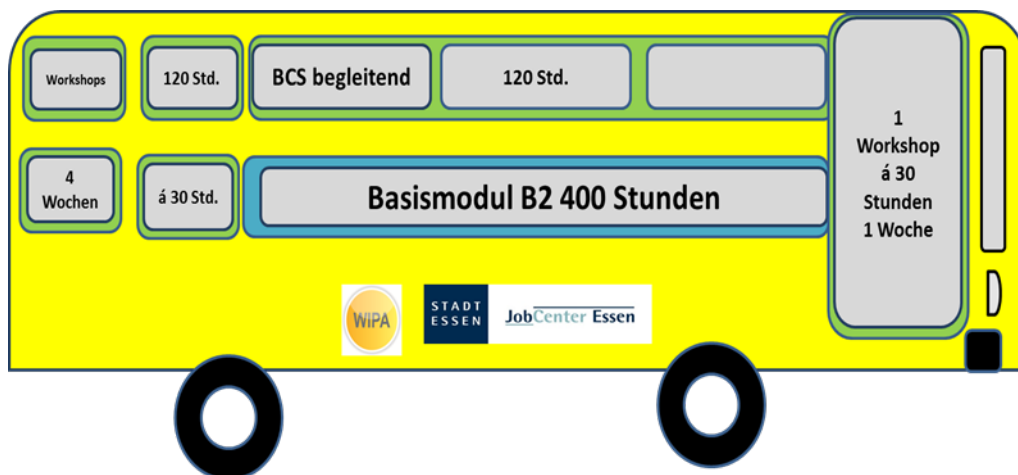 Workshops
120 Std.
BCS begleitend
120 Std.
4
Wochen
á 30 Std.
Basismodul B2 400 Stunden
1
Workshop
á 30
Stunden
1 Woche
WIPA
STADT
ESSEN
JobCenter Essen